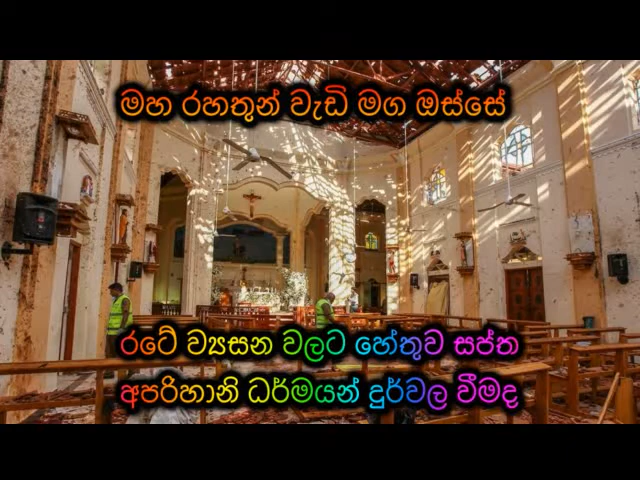 මහ රහතුන් වැඩි මග ඔස්සේ
රටේ ව්‍යසන වලට හේතුව සප්ත
අපරිහානි ධර්මයන් දුර්වල වීමද